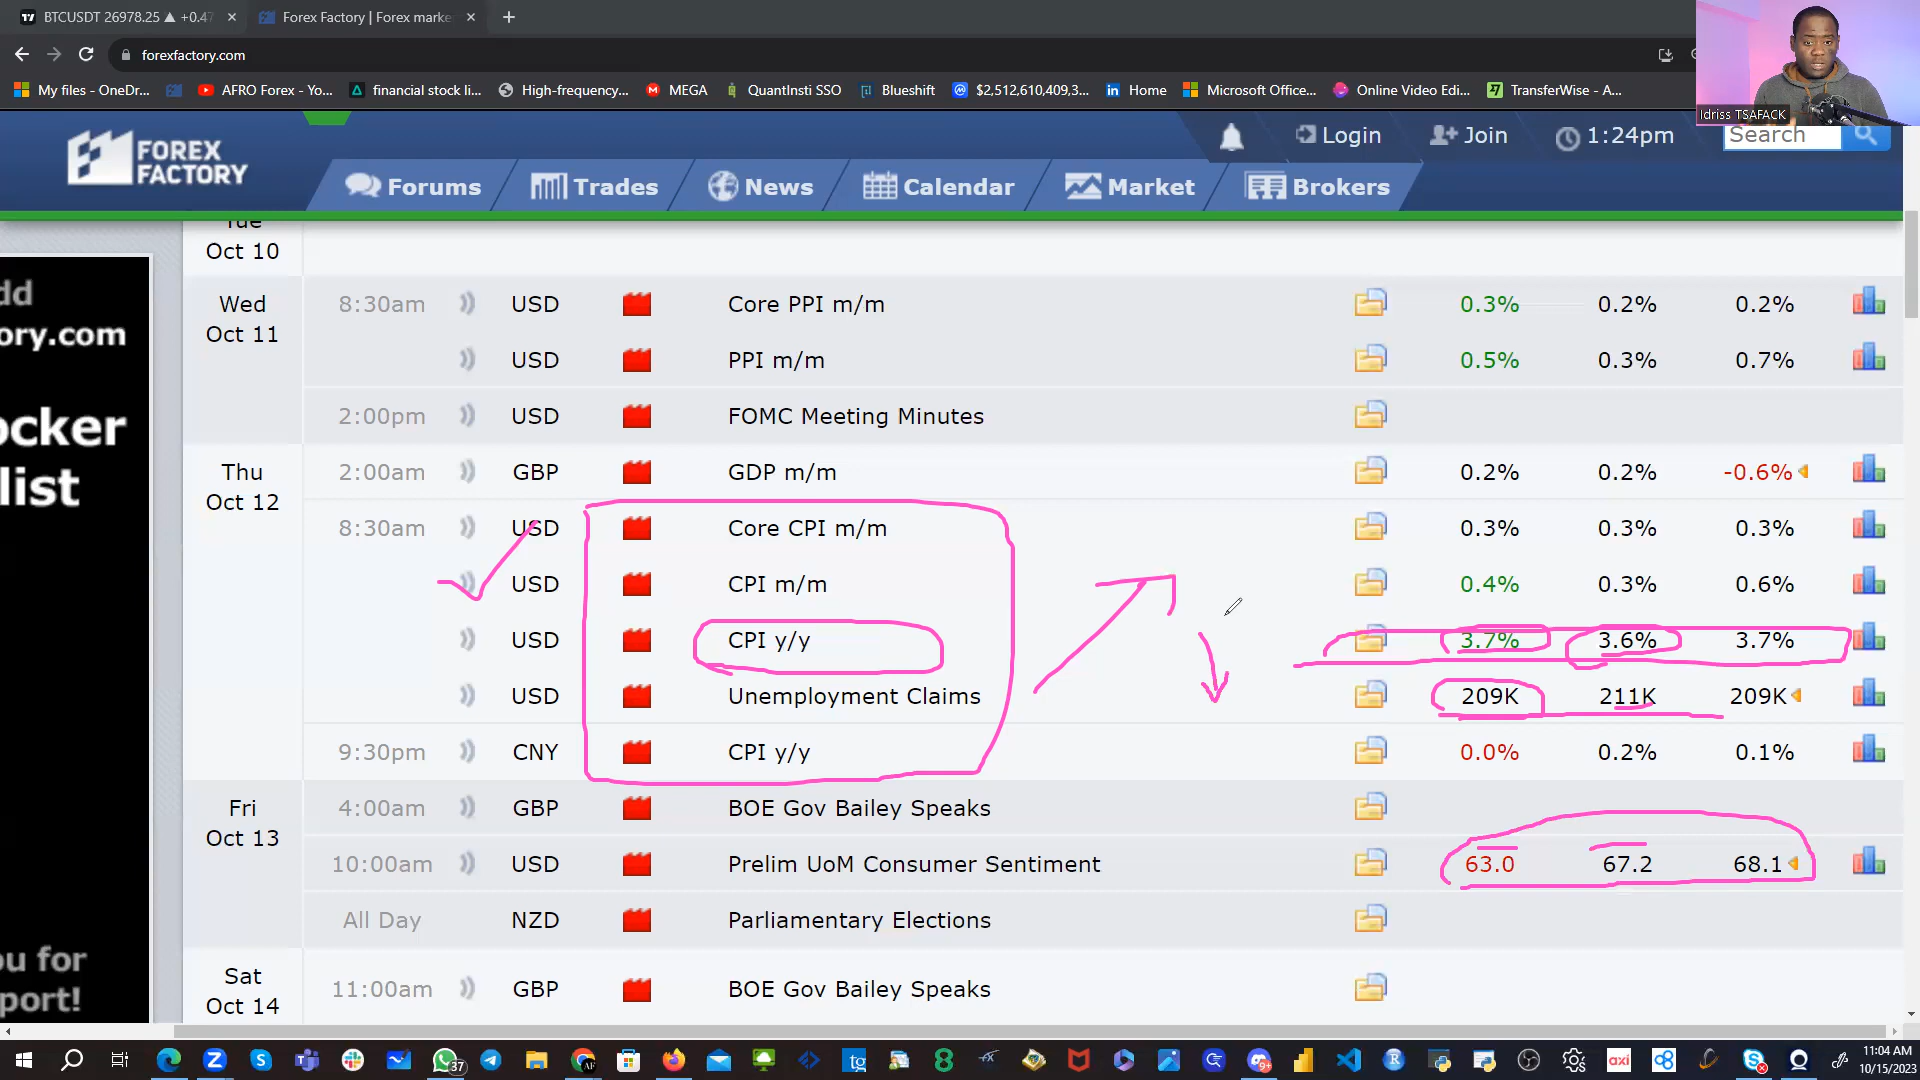 BTCUSDT 26978.25 ▲ +0.47
Forex Factory | Forex marke
forexfactory.com
My files - OneDr...
AFRO Forex - Yo...
financial stock li...
High-frequency...
MEGA
QuantInsti SSO
Blueshift
$2,512,610,409,3...
Home
Microsoft Office...
Online Video Edi...
TransferWise - A...
Idriss TSAFACK
FOREX
FACTORY
Login
Join
1:24pm
Search
Forums
Trades
News
Calendar
Market
Brokers
dd
ory.com
ocker
list
ou for
port!
Tue
Oct 10
Wed
Oct 11
8:30am USD Core PPI m/m 0.3% 0.2% 0.2%
USD PPI m/m 0.5% 0.3% 0.7%
2:00pm USD FOMC Meeting Minutes
Thu
Oct 12
2:00am GBP GDP m/m 0.2% 0.2% -0.6%
8:30am USD Core CPI m/m 0.3% 0.3% 0.3%
USD CPI m/m 0.4% 0.3% 0.6%
USD CPI y/y 3.7% 3.6% 3.7%
USD Unemployment Claims 209K 211K 209K
9:30pm CNY CPI y/y 0.0% 0.2% 0.1%
Fri
Oct 13
4:00am GBP BOE Gov Bailey Speaks
10:00am USD Prelim UoM Consumer Sentiment 63.0 67.2 68.1
All Day NZD Parliamentary Elections
Sat
Oct 14
11:00am GBP BOE Gov Bailey Speaks
37
tg
axi
11:04 AM
10/15/2023